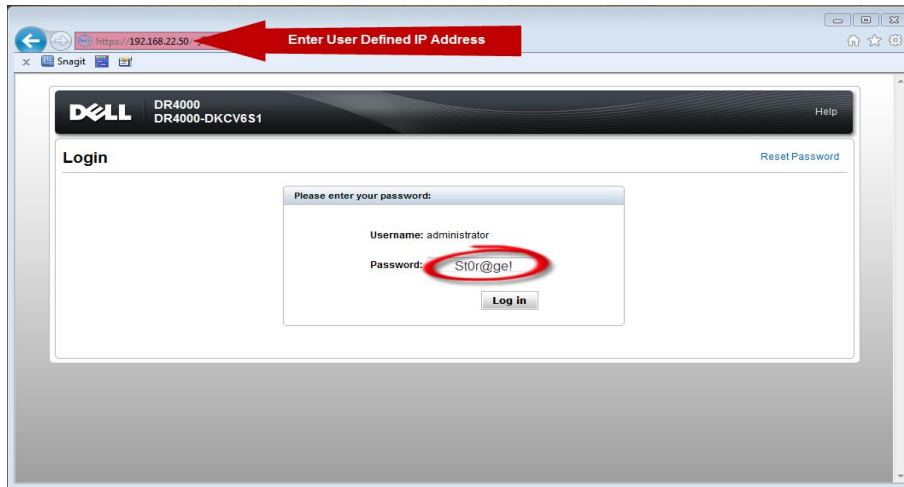 https://192.168.22.50/
Enter User Defined IP Address
x Snagit
DELL
DR4000
DR4000-DKCV6S1
Help
Login
Reset Password
Please enter your password:
Username: administrator
Password: St0r@ge!
Log in